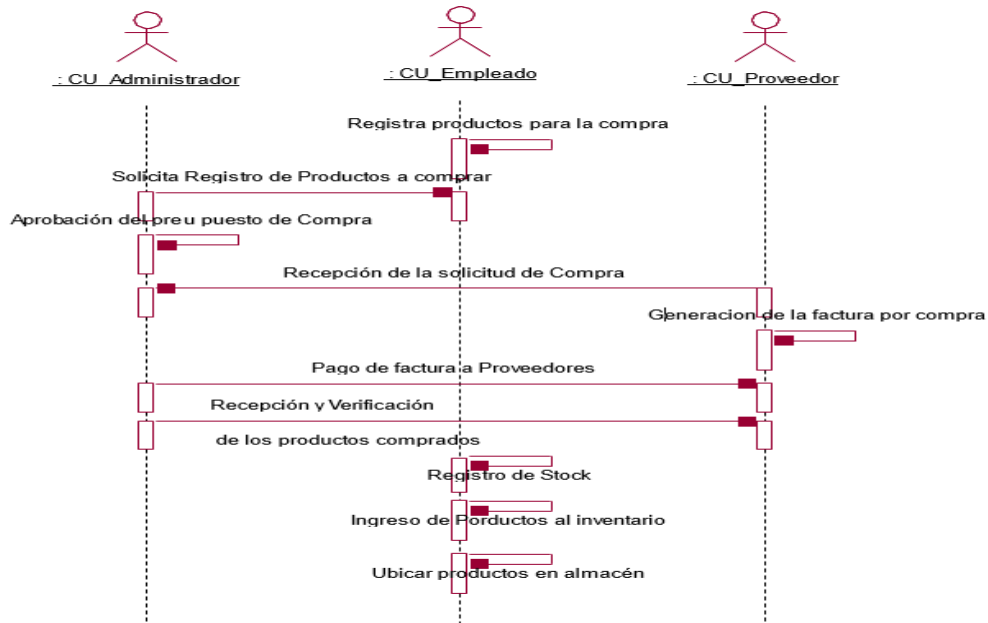 : CU_Administrador
: CU_Empleado
: CU_Proveedor
Registra productos para la compra
Solicita Registro de Productos a comprar
Aprobación del preu puesto de Compra
Recepción de la solicitud de Compra
Generacion de la factura por compra
Pago de factura a Proveedores
Recepción y Verificación
de los productos comprados
Registro de Stock
Ingreso de Porductos al inventario
Ubicar productos en almacén